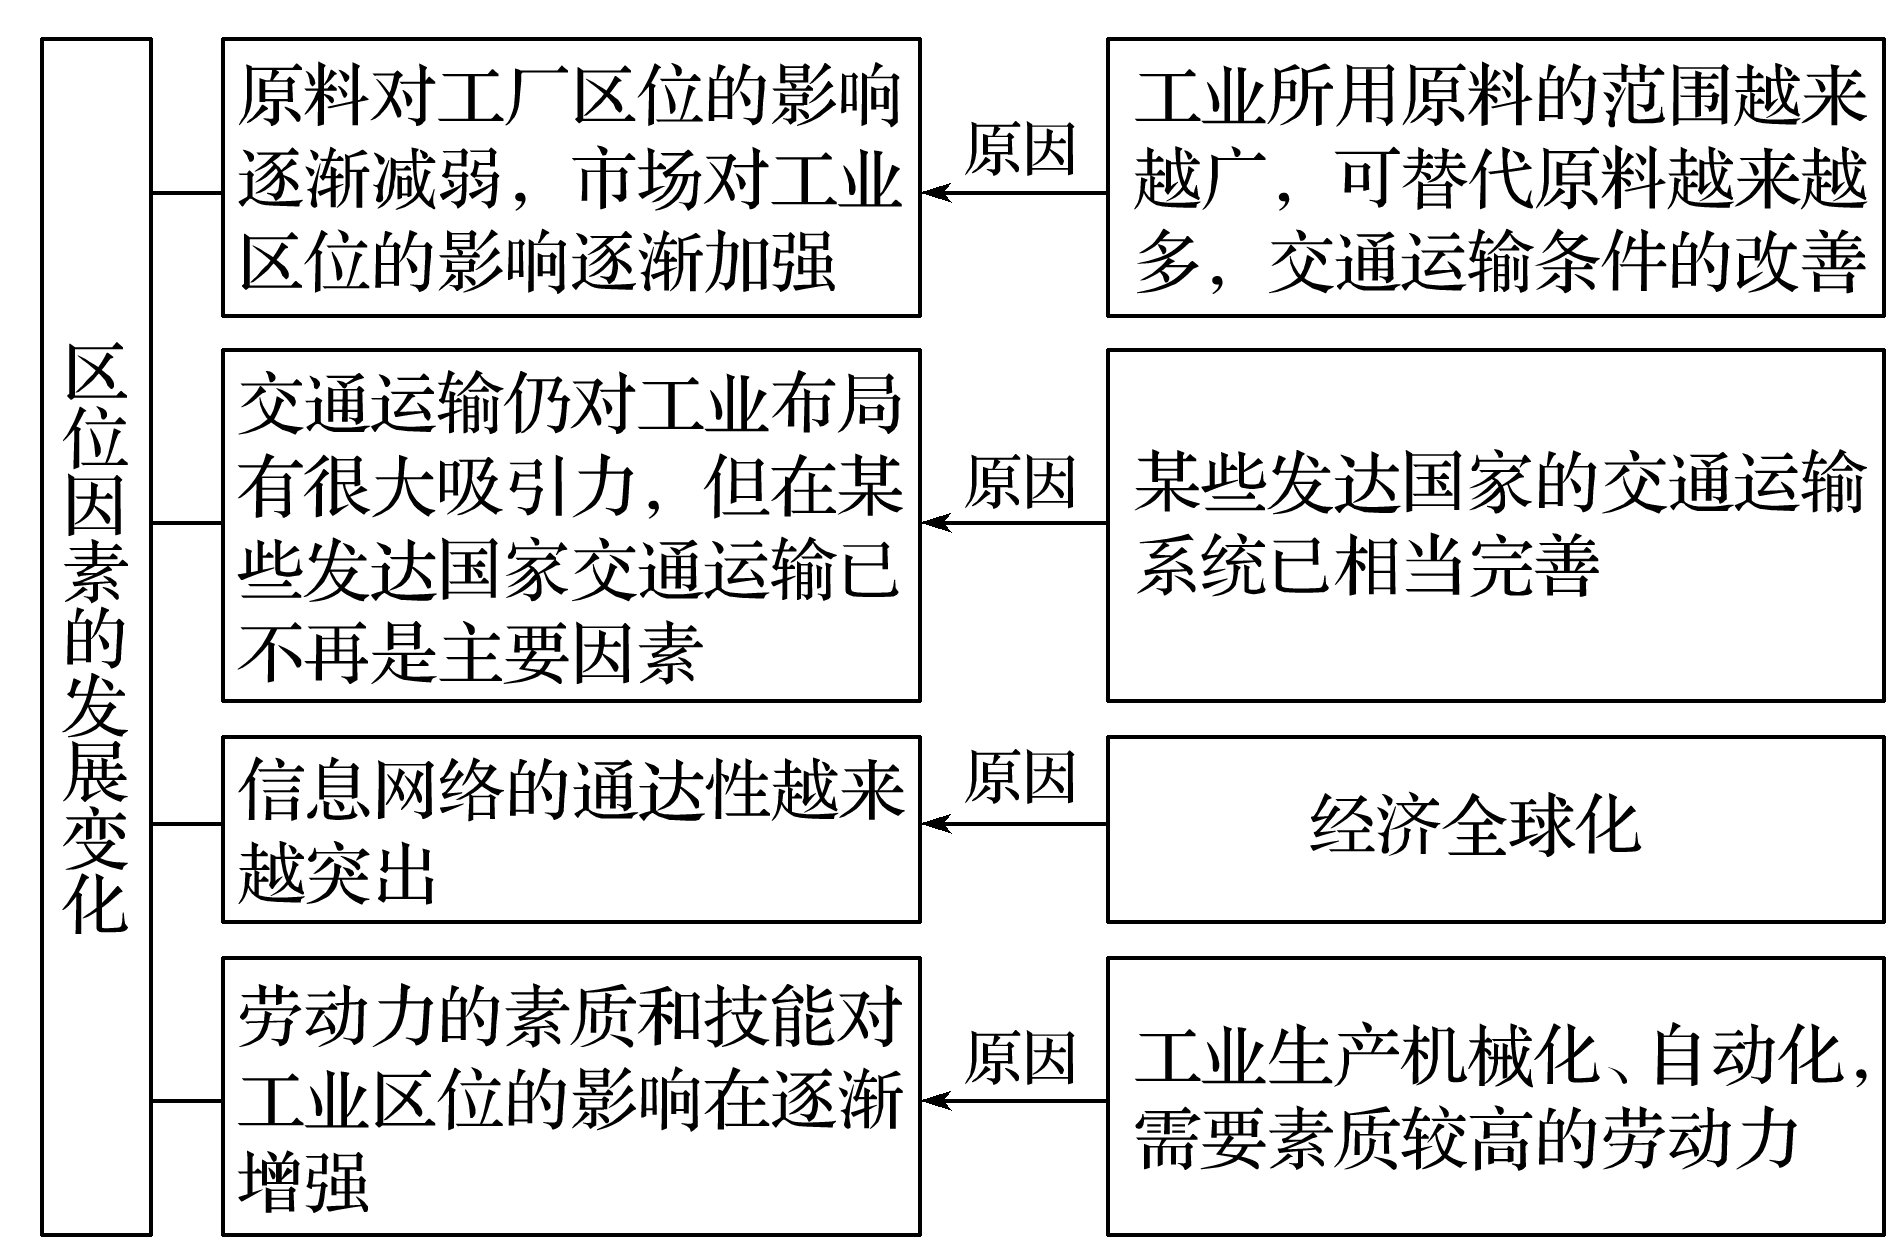 区位因素的发展变化
原料对工厂区位的影响
逐渐减弱，市场对工业
区位的影响逐渐加强
原因
工业所用原料的范围越来
越广，可替代原料越来越
多，交通运输条件的改善
交通运输仍对工业布局
有很大吸引力，但在某
些发达国家交通运输已
不再是主要因素
原因
某些发达国家的交通运输
系统已相当完善
信息网络的通达性越来
越突出
原因
经济全球化
劳动力的素质和技能对
工业区位的影响在逐渐
增强
原因
工业生产机械化、自动化，
需要素质较高的劳动力